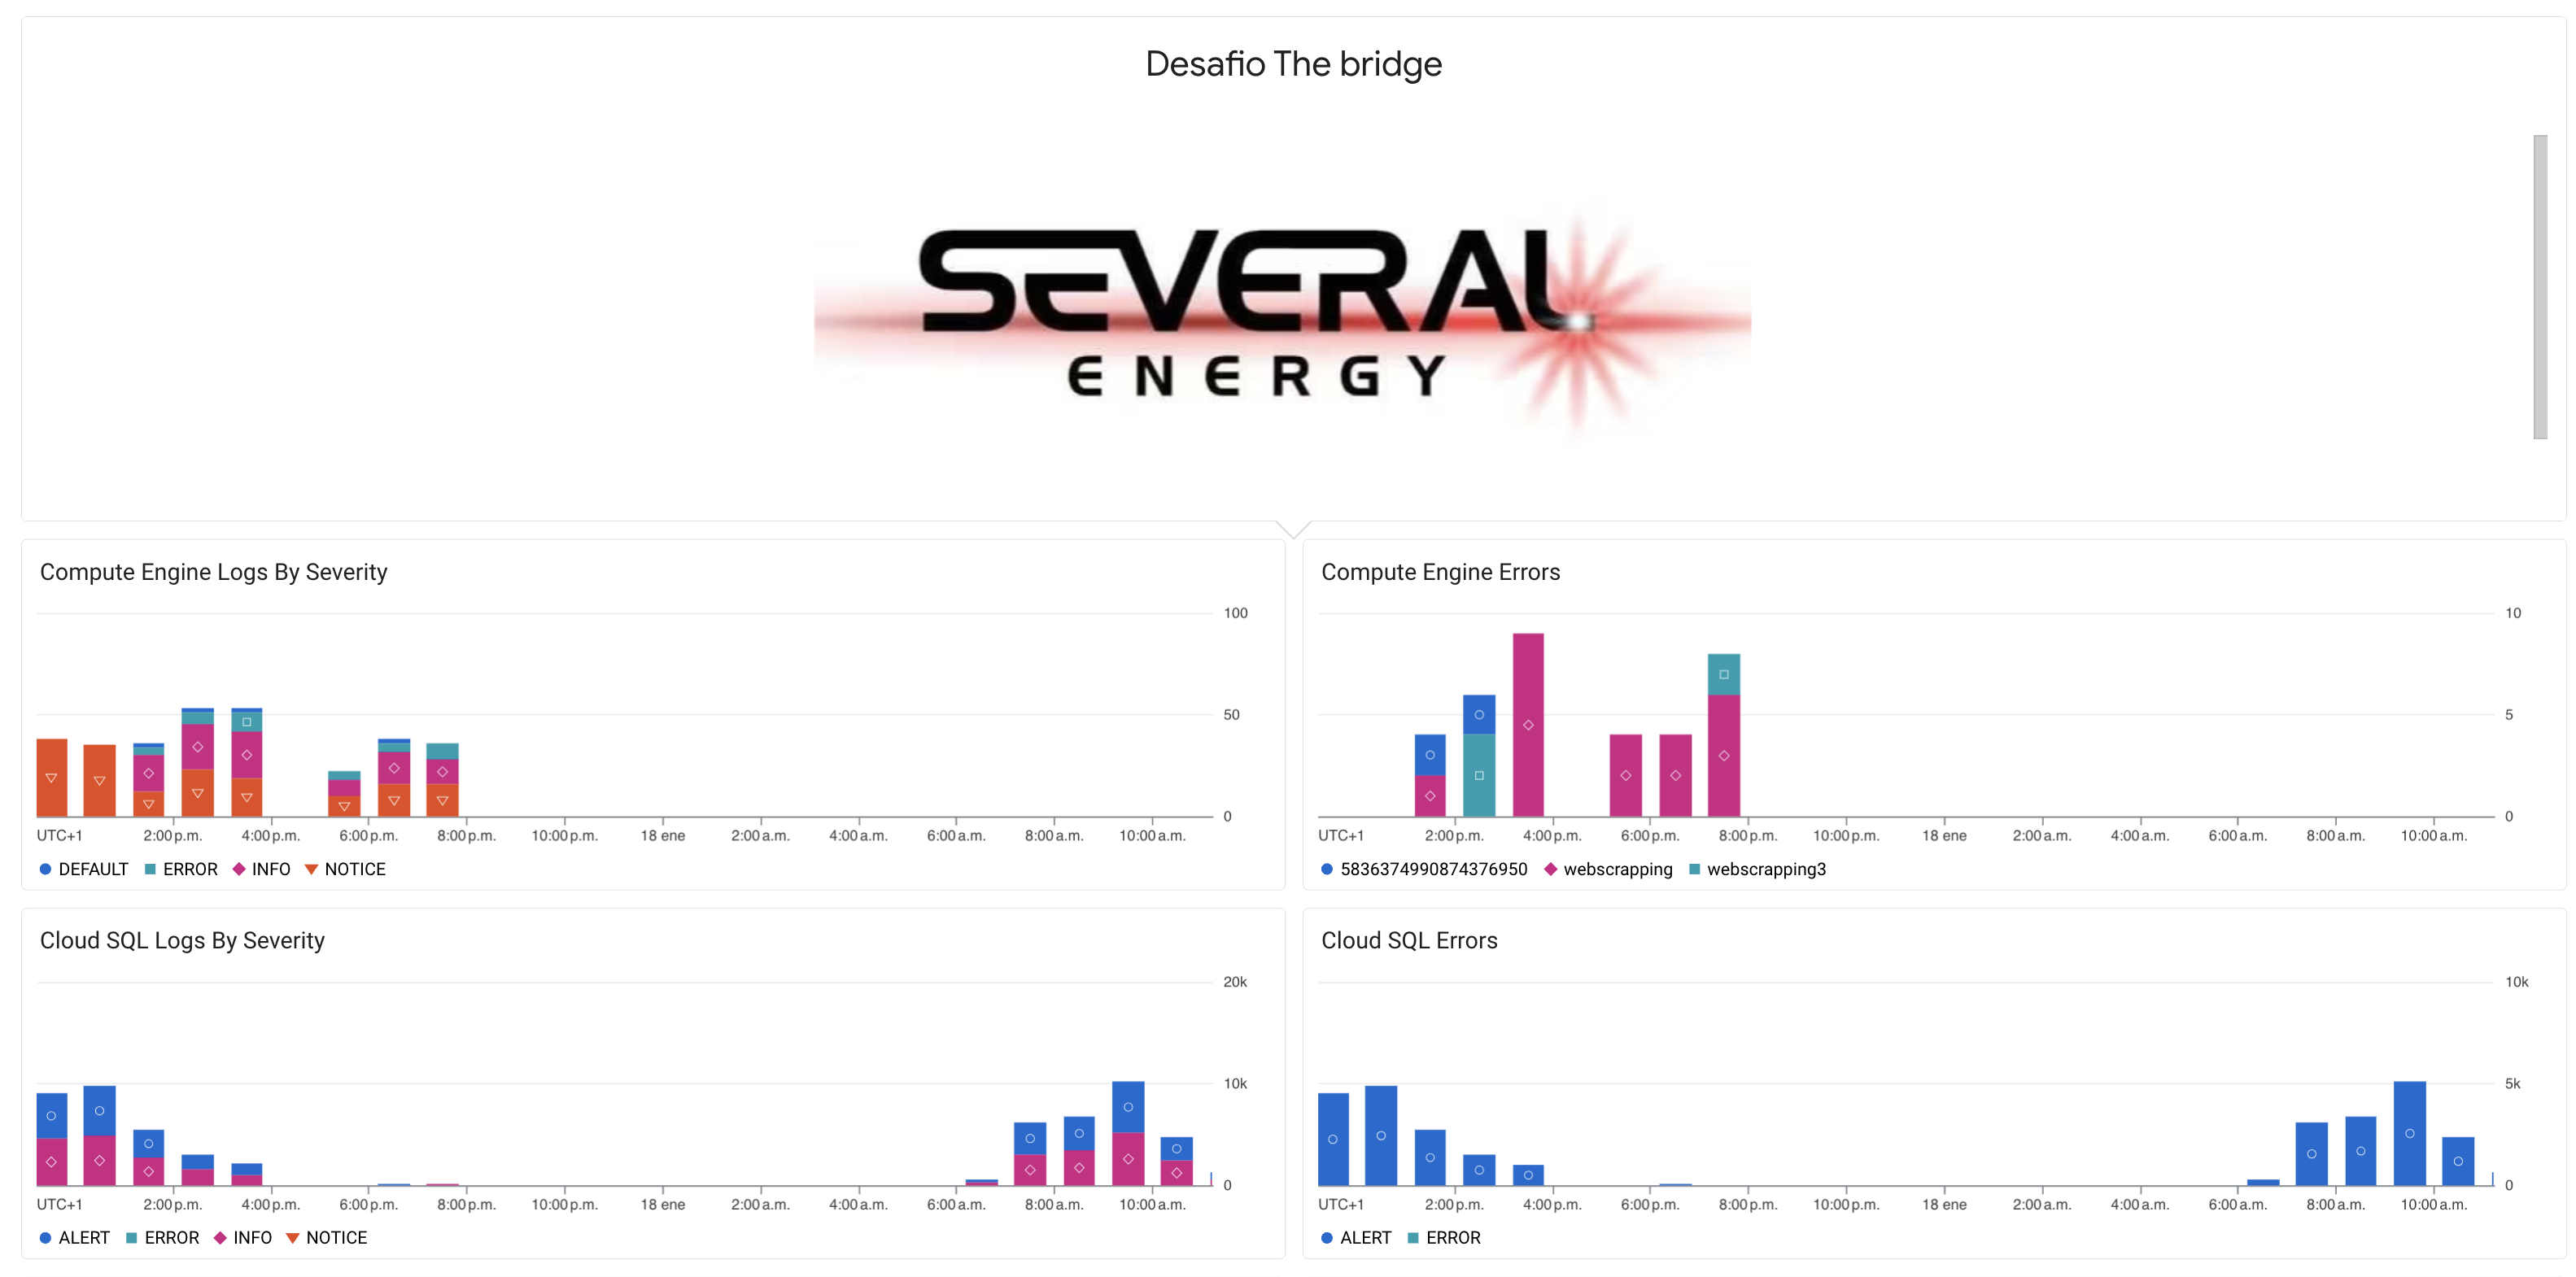 Desafio The bridge
SEVERAL
ENERGY
Compute Engine Logs By Severity
100
50
0
UTC+1 2:00 p.m. 4:00 p.m. 6:00 p.m. 8:00 p.m. 10:00 p.m. 18 ene 2:00 a.m. 4:00 a.m. 6:00 a.m. 8:00 a.m. 10:00 a.m.
DEFAULT ERROR INFO NOTICE
Compute Engine Errors
10
5
0
UTC+1 2:00 p.m. 4:00 p.m. 6:00 p.m. 8:00 p.m. 10:00 p.m. 18 ene 2:00 a.m. 4:00 a.m. 6:00 a.m. 8:00 a.m. 10:00 a.m.
5836374990874376950 webscrapping webscrapping3
Cloud SQL Logs By Severity
20k
10k
0
UTC+1 2:00 p.m. 4:00 p.m. 6:00 p.m. 8:00 p.m. 10:00 p.m. 18 ene 2:00 a.m. 4:00 a.m. 6:00 a.m. 8:00 a.m. 10:00 a.m.
ALERT ERROR INFO NOTICE
Cloud SQL Errors
10k
5k
0
UTC+1 2:00 p.m. 4:00 p.m. 6:00 p.m. 8:00 p.m. 10:00 p.m. 18 ene 2:00 a.m. 4:00 a.m. 6:00 a.m. 8:00 a.m. 10:00 a.m.
ALERT ERROR